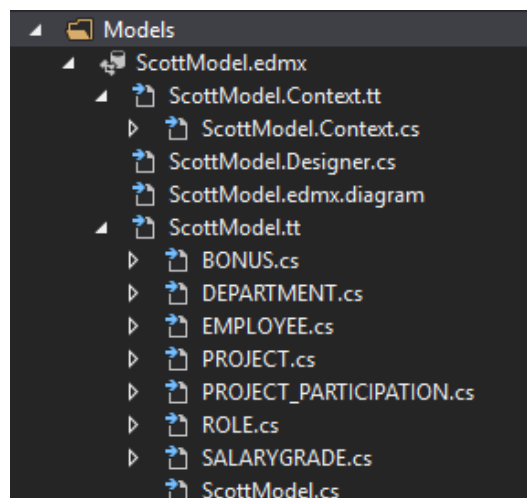 Models
ScottModel.edmx
ScottModel.Context.tt
ScottModel.Context.cs
ScottModel.Designer.cs
ScottModel.edmx.diagram
ScottModel.tt
BONUS.cs
DEPARTMENT.cs
EMPLOYEE.cs
PROJECT.cs
PROJECT_PARTICIPATION.cs
ROLE.cs
SALARYGRADE.cs
ScottModel.cs